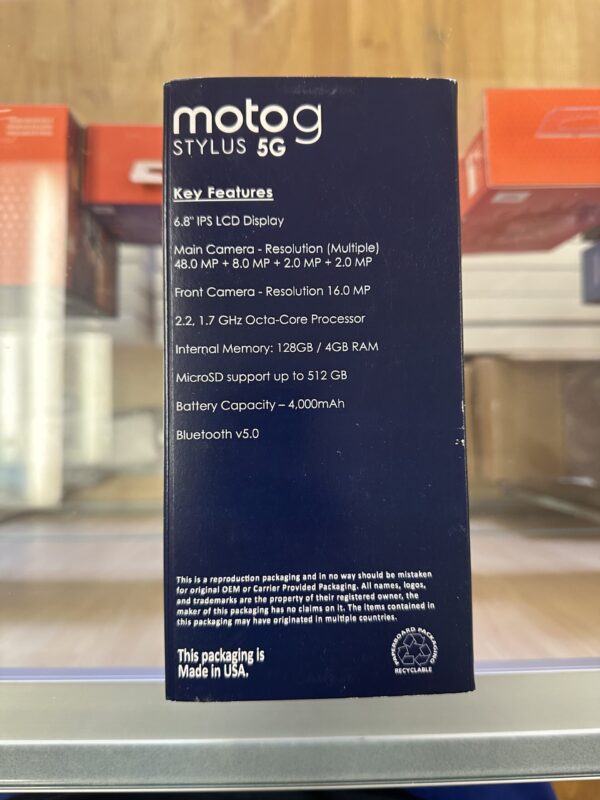 moto g
STYLUS 5G
Key Features
6.8" IPS LCD Display
Main Camera - Resolution (Multiple)
48.0 MP + 8.0 MP + 2.0 MP + 2.0 MP
Front Camera - Resolution 16.0 MP
2.2, 1.7 GHz Octa-Core Processor
Internal Memory: 128GB / 4GB RAM
MicroSD support up to 512 GB
Battery Capacity – 4,000mAh
Bluetooth v5.0
This is a reproduction packaging and in no way should be mistaken
for original OEM or Carrier Provided Packaging. All names, logos,
and trademarks are the property of their registered owner, the
maker of this packaging has no claims on it. The items contained in
this packaging may have originated in multiple countries.
This packaging is
Made in USA.
PAPERBOARD PACKAGING
RECYCLABLE